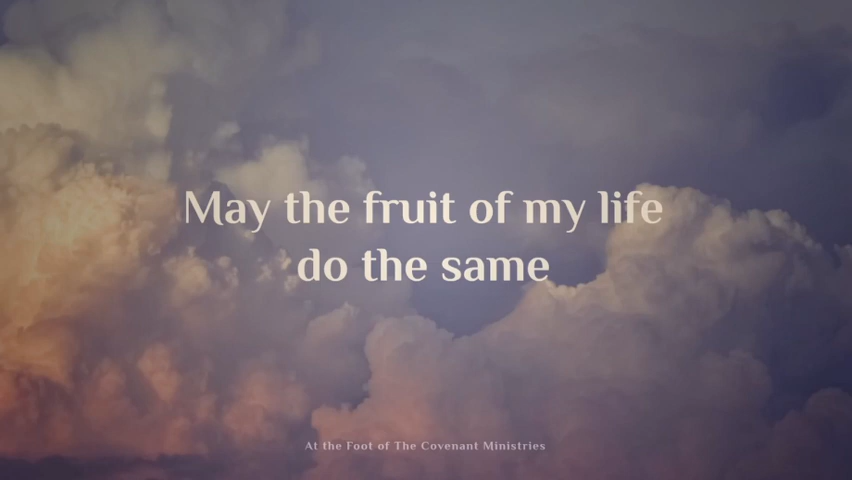 May the fruit of my life
do the same
At the Foot of The Covenant Ministries